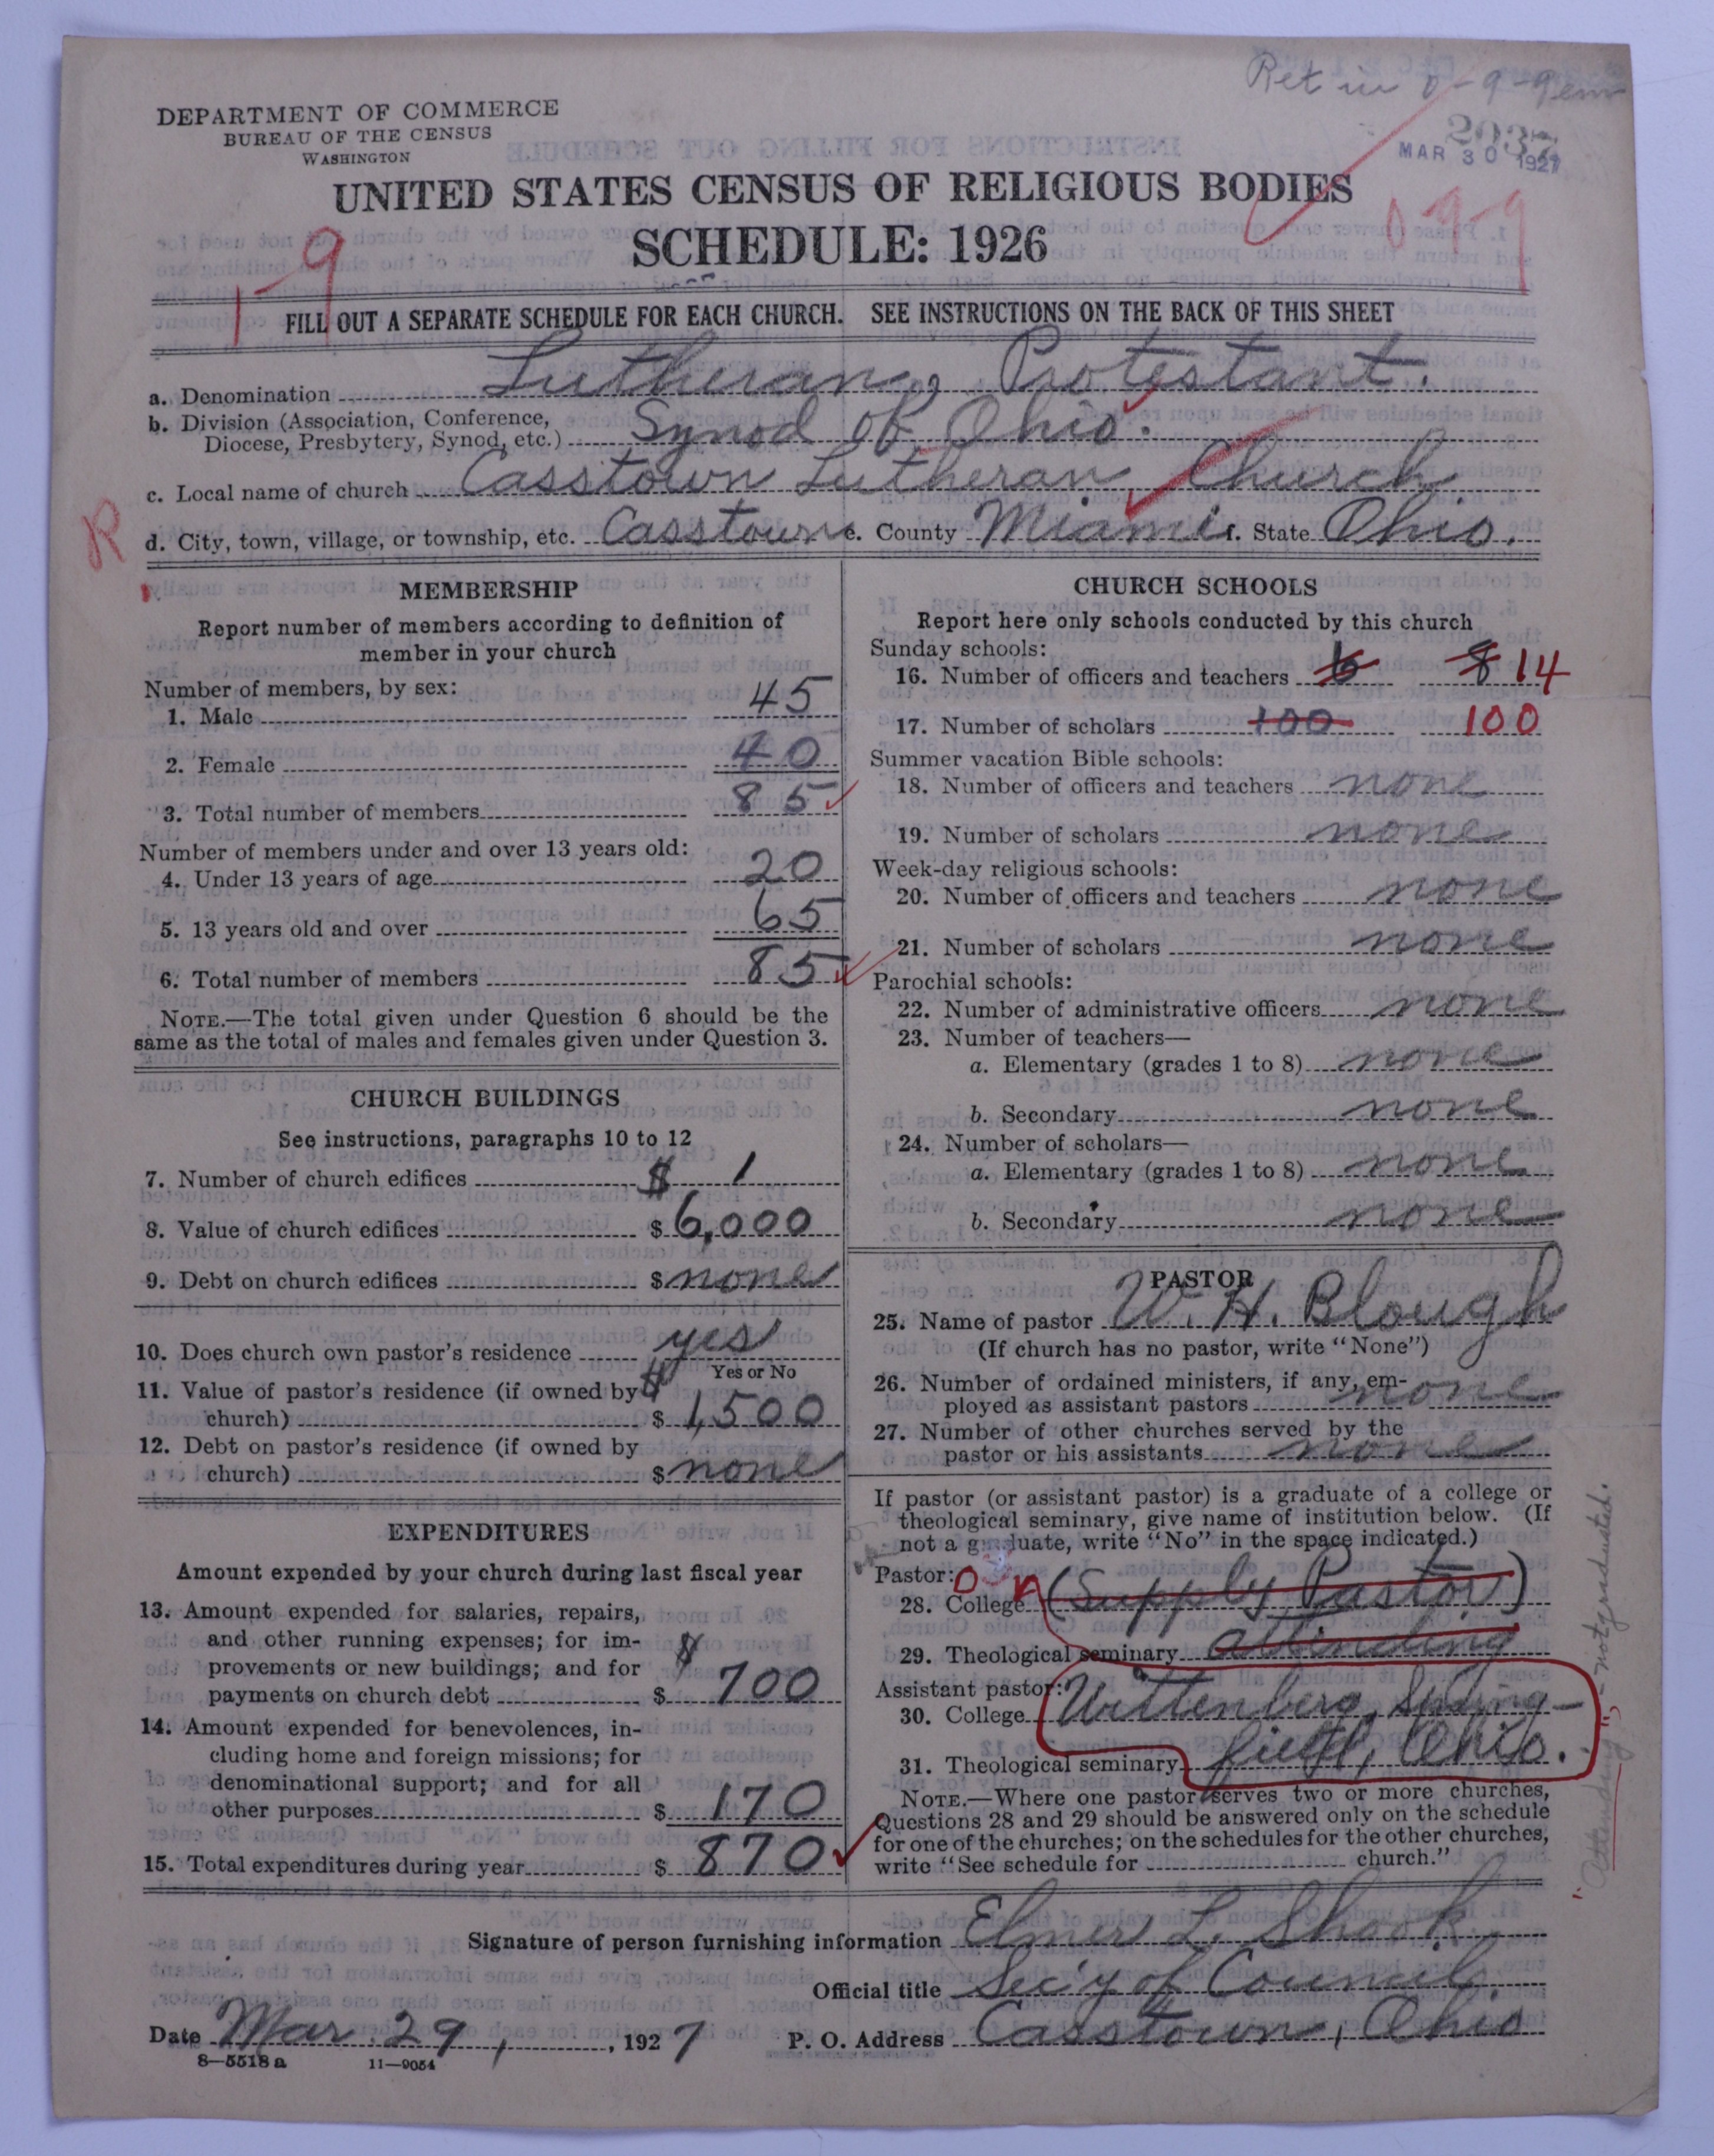 Ret in 0-9-9
2037
MAR 30 1927
DEPARTMENT OF COMMERCE
BUREAU OF THE CENSUS
WASHINGTON
UNITED STATES CENSUS OF RELIGIOUS BODIES
SCHEDULE: 1926
1-9
099
FILL OUT A SEPARATE SCHEDULE FOR EACH CHURCH. SEE INSTRUCTIONS ON THE BACK OF THIS SHEET
a. Denomination Lutheran, Protestant.
b. Division (Association, Conference,
Diocese, Presbytery, Synod, etc.) Synod of Ohio.
c. Local name of church Casstown Lutheran Church.
R
d. City, town, village, or township, etc. Casstown e. County Miami f. State Ohio.
MEMBERSHIP
Report number of members according to definition of
member in your church
Number of members, by sex:
1. Male 45
2. Female 40
3. Total number of members 85
Number of members under and over 13 years old:
4. Under 13 years of age 20
5. 13 years old and over 65
6. Total number of members 85
NOTE.—The total given under Question 6 should be the
same as the total of males and females given under Question 3.
CHURCH BUILDINGS
See instructions, paragraphs 10 to 12
7. Number of church edifices $ 1
8. Value of church edifices $ 6,000
9. Debt on church edifices $ none
10. Does church own pastor's residence yes
Yes or No
11. Value of pastor's residence (if owned by $
church) $ 1,500
12. Debt on pastor's residence (if owned by
church) $ none
EXPENDITURES
Amount expended by your church during last fiscal year
13. Amount expended for salaries, repairs,
and other running expenses; for im-
provements or new buildings; and for $
payments on church debt $ 700
14. Amount expended for benevolences, in-
cluding home and foreign missions; for
denominational support; and for all
other purposes $ 170
15. Total expenditures during year $ 870
CHURCH SCHOOLS
Report here only schools conducted by this church
Sunday schools:
16. Number of officers and teachers 6 8 14
17. Number of scholars 100 100
Summer vacation Bible schools:
18. Number of officers and teachers none
19. Number of scholars none
Week-day religious schools:
20. Number of officers and teachers none
21. Number of scholars none
Parochial schools:
22. Number of administrative officers none
23. Number of teachers—
a. Elementary (grades 1 to 8) none
b. Secondary none
24. Number of scholars—
a. Elementary (grades 1 to 8) none
b. Secondary none
PASTOR
25. Name of pastor W. H. Blough
(If church has no pastor, write "None")
26. Number of ordained ministers, if any, em-
ployed as assistant pastors none
27. Number of other churches served by the
pastor or his assistants none
If pastor (or assistant pastor) is a graduate of a college or
theological seminary, give name of institution below. (If
not a graduate, write "No" in the space indicated.)
Pastor:
28. College (Supply Pastor)
29. Theological seminary attending
Assistant pastor:
30. College Wittenberg, Spring-
31. Theological seminary field, Ohio.
"Attending" - not graduated.
NOTE.—Where one pastor serves two or more churches,
Questions 28 and 29 should be answered only on the schedule
for one of the churches; on the schedules for the other churches,
write "See schedule for church."
Signature of person furnishing information Elmer L. Shook
Official title Sec'y of Council
Date Mar. 29, 1927 P. O. Address Casstown, Ohio
8—5518 a 11—9054